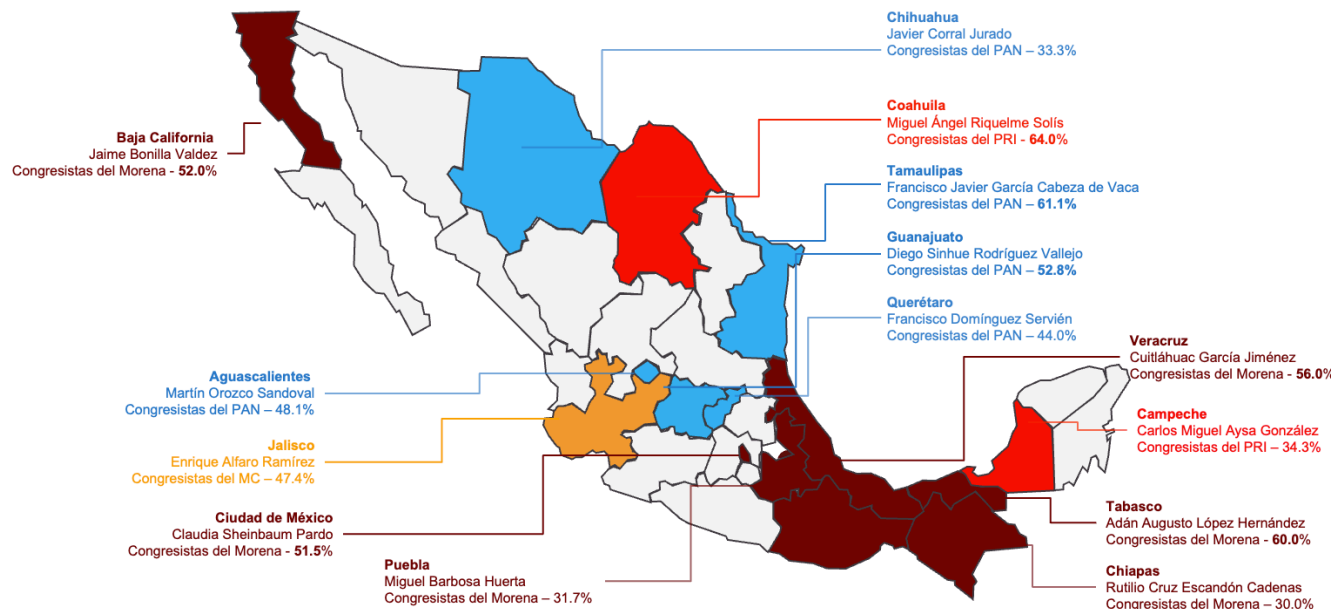 Chihuahua
Javier Corral Jurado
Congresistas del PAN – 33.3%
Coahuila
Miguel Ángel Riquelme Solís
Congresistas del PRI - 64.0%
Baja California
Jaime Bonilla Valdez
Congresistas del Morena - 52.0%
Tamaulipas
Francisco Javier García Cabeza de Vaca
Congresistas del PAN – 61.1%
Guanajuato
Diego Sinhue Rodríguez Vallejo
Congresistas del PAN – 52.8%
Querétaro
Francisco Domínguez Servién
Congresistas del PAN – 44.0%
Veracruz
Cuitláhuac García Jiménez
Congresistas del Morena - 56.0%
Aguascalientes
Martín Orozco Sandoval
Congresistas del PAN – 48.1%
Campeche
Carlos Miguel Aysa González
Congresistas del PRI – 34.3%
Jalisco
Enrique Alfaro Ramírez
Congresistas del MC – 47.4%
Ciudad de México
Claudia Sheinbaum Pardo
Congresistas del Morena - 51.5%
Tabasco
Adán Augusto López Hernández
Congresistas del Morena - 60.0%
Puebla
Miguel Barbosa Huerta
Congresistas del Morena – 31.7%
Chiapas
Rutilio Cruz Escandón Cadenas
Congresistas del Morena – 30.0%